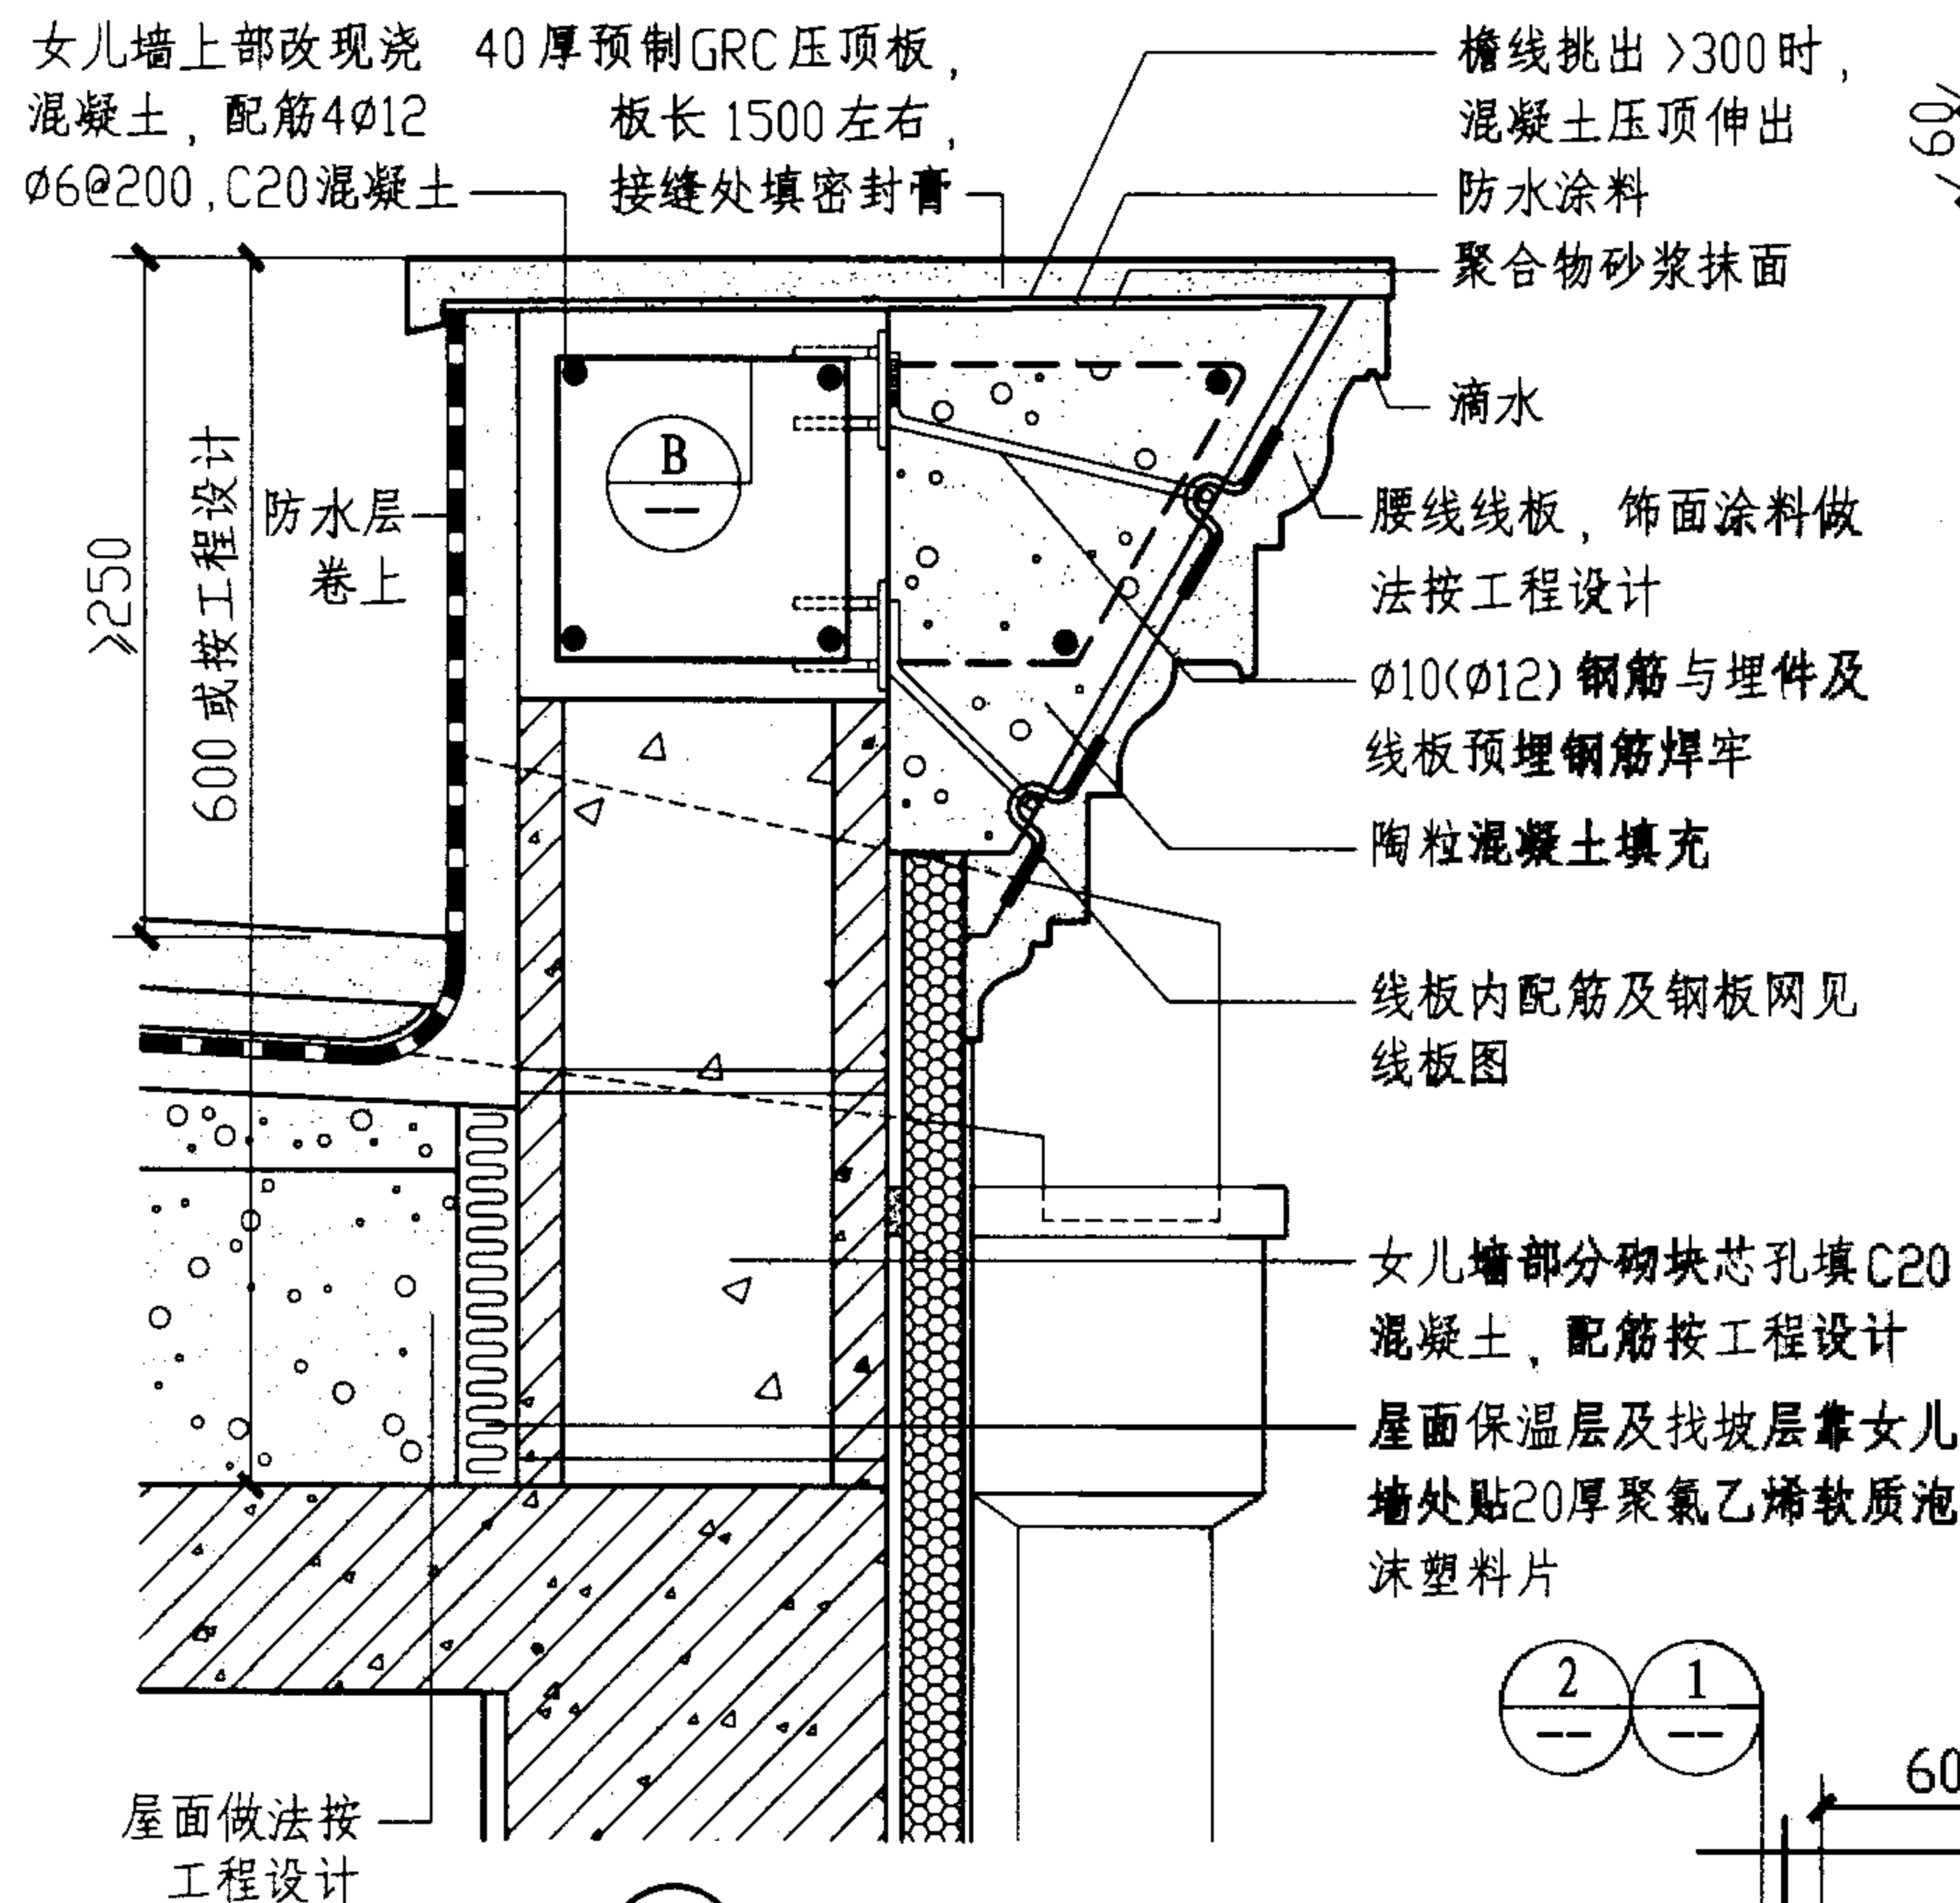 女儿墙上部改现浇
混凝土，配筋4Ø12
Ø6@200,C20混凝土
40厚预制GRC压顶板，
板长1500左右，
接缝处填密封膏
檐线挑出>300时，
混凝土压顶伸出
防水涂料
聚合物砂浆抹面
60
滴水
B
--
≥250
600或按工程设计
防水层
卷上
腰线线板，饰面涂料做
法按工程设计
Ø10(Ø12)钢筋与埋件及
线板预埋钢筋焊牢
陶粒混凝土填充
线板内配筋及钢板网见
线板图
女儿墙部分砌块芯孔填C20
混凝土，配筋按工程设计
屋面保温层及找坡层靠女儿
墙处贴20厚聚氯乙烯软质泡
沫塑料片
2
--
1
--
60
屋面做法按
工程设计